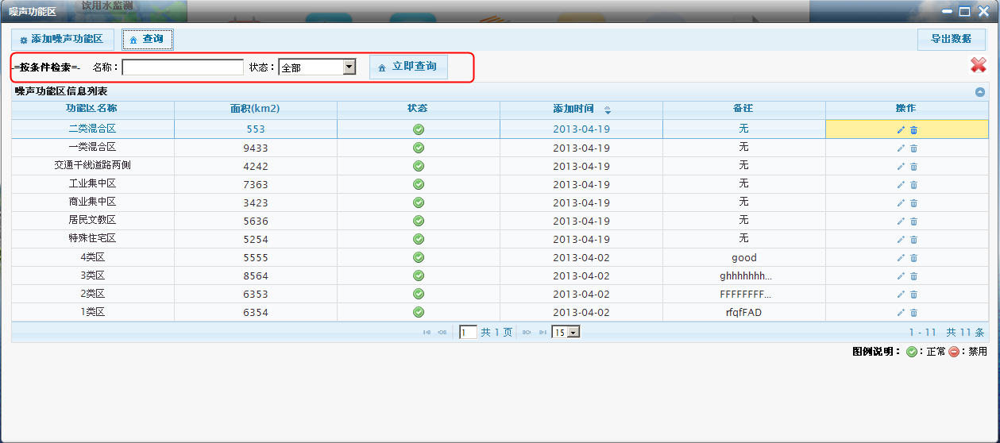 饮用水监测
噪声功能区
添加噪声功能区 查询 导出数据
-=按条件检索=- 名称： 状态： 全部 立即查询
噪声功能区信息列表
功能区名称 面积(km2) 状态 添加时间 备注 操作
二类混合区 553 2013-04-19 无
一类混合区 9433 2013-04-19 无
交通干线道路两侧 4242 2013-04-19 无
工业集中区 7363 2013-04-19 无
商业集中区 3423 2013-04-19 无
居民文教区 5636 2013-04-19 无
特殊住宅区 5254 2013-04-19 无
4类区 5555 2013-04-02 good
3类区 8564 2013-04-02 ghhhhhhh...
2类区 6353 2013-04-02 FFFFFFFF...
1类区 6354 2013-04-02 rfqfFAD
1 共 1 页 15 1 - 11 共 11 条
图例说明： ：正常 ：禁用